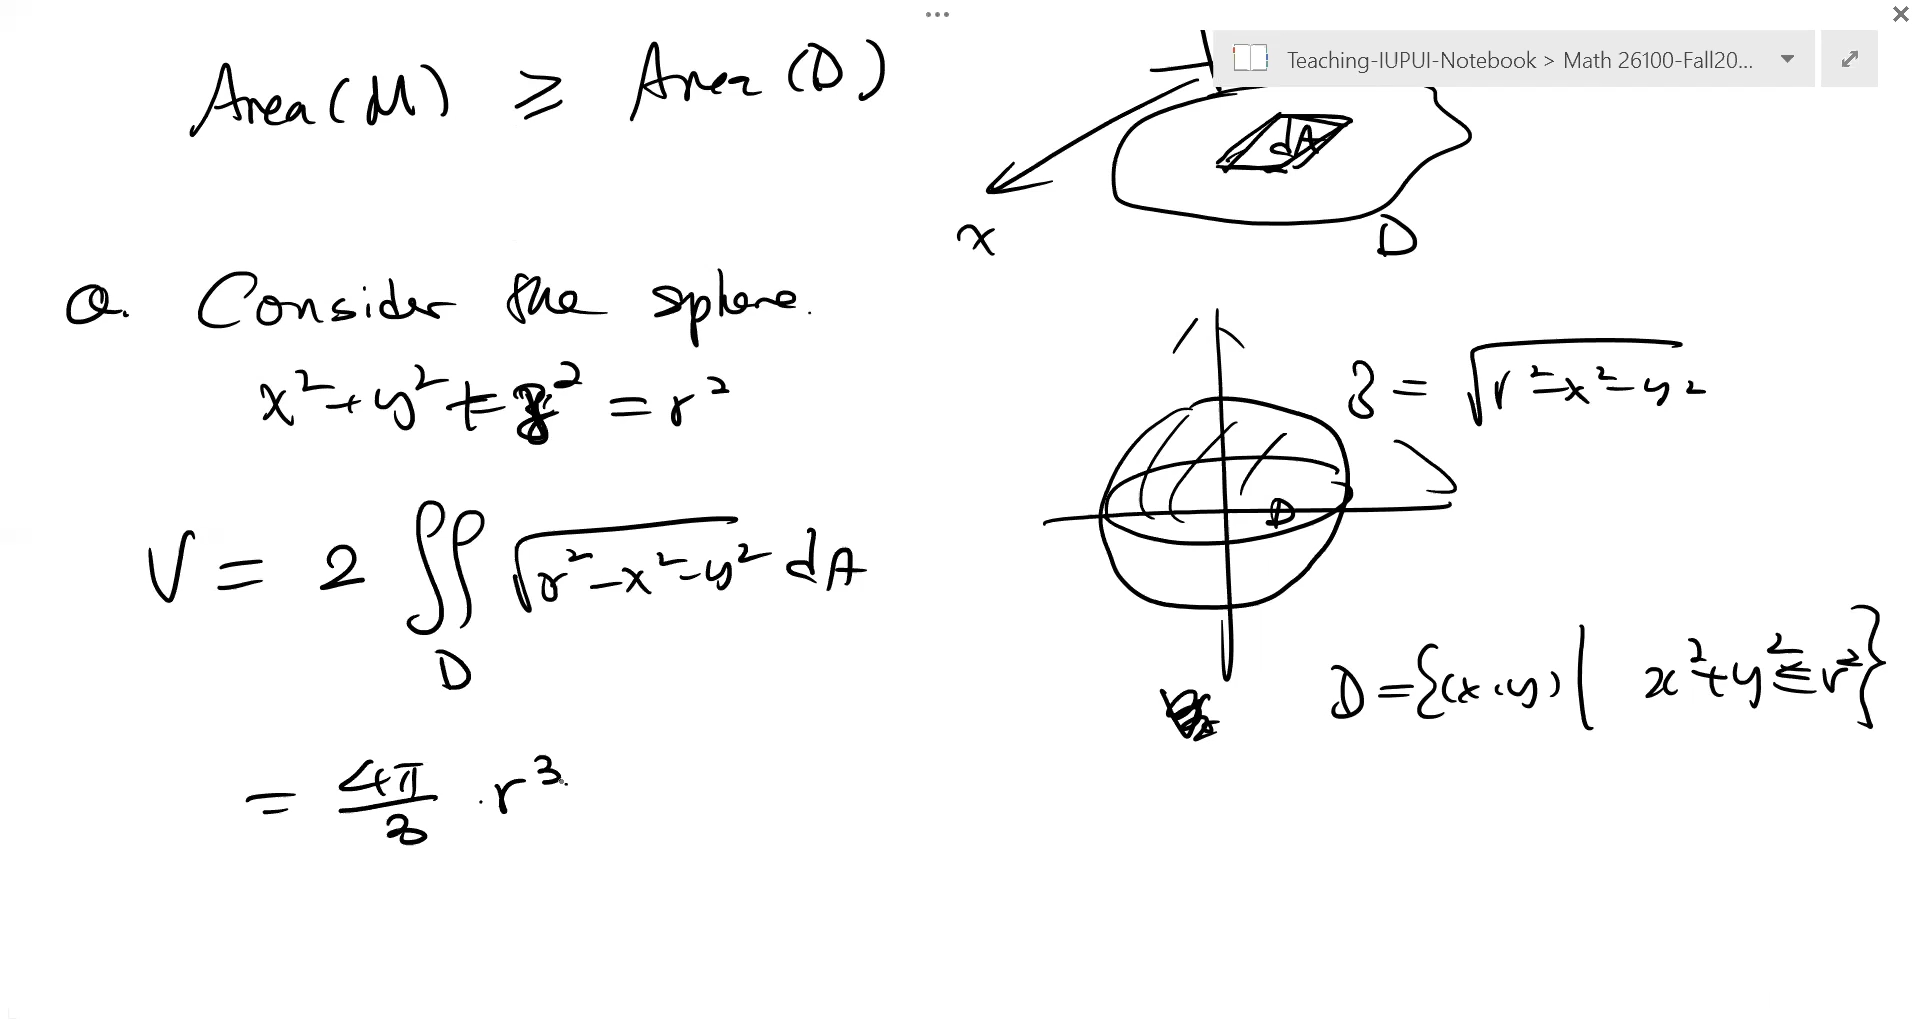 ...
Teaching-IUPUI-Notebook > Math 26100-Fall20...
Area(M) ≥ Area(D)
dA
x
D
Q. Consider the sphere.
x²+y²+z²=r²
z = √r²-x²-y²
D
V = 2 ∬ √r²-x²-y² dA
D
D={(x,y) | x²+y²≤r²}
= 4π/3 · r³